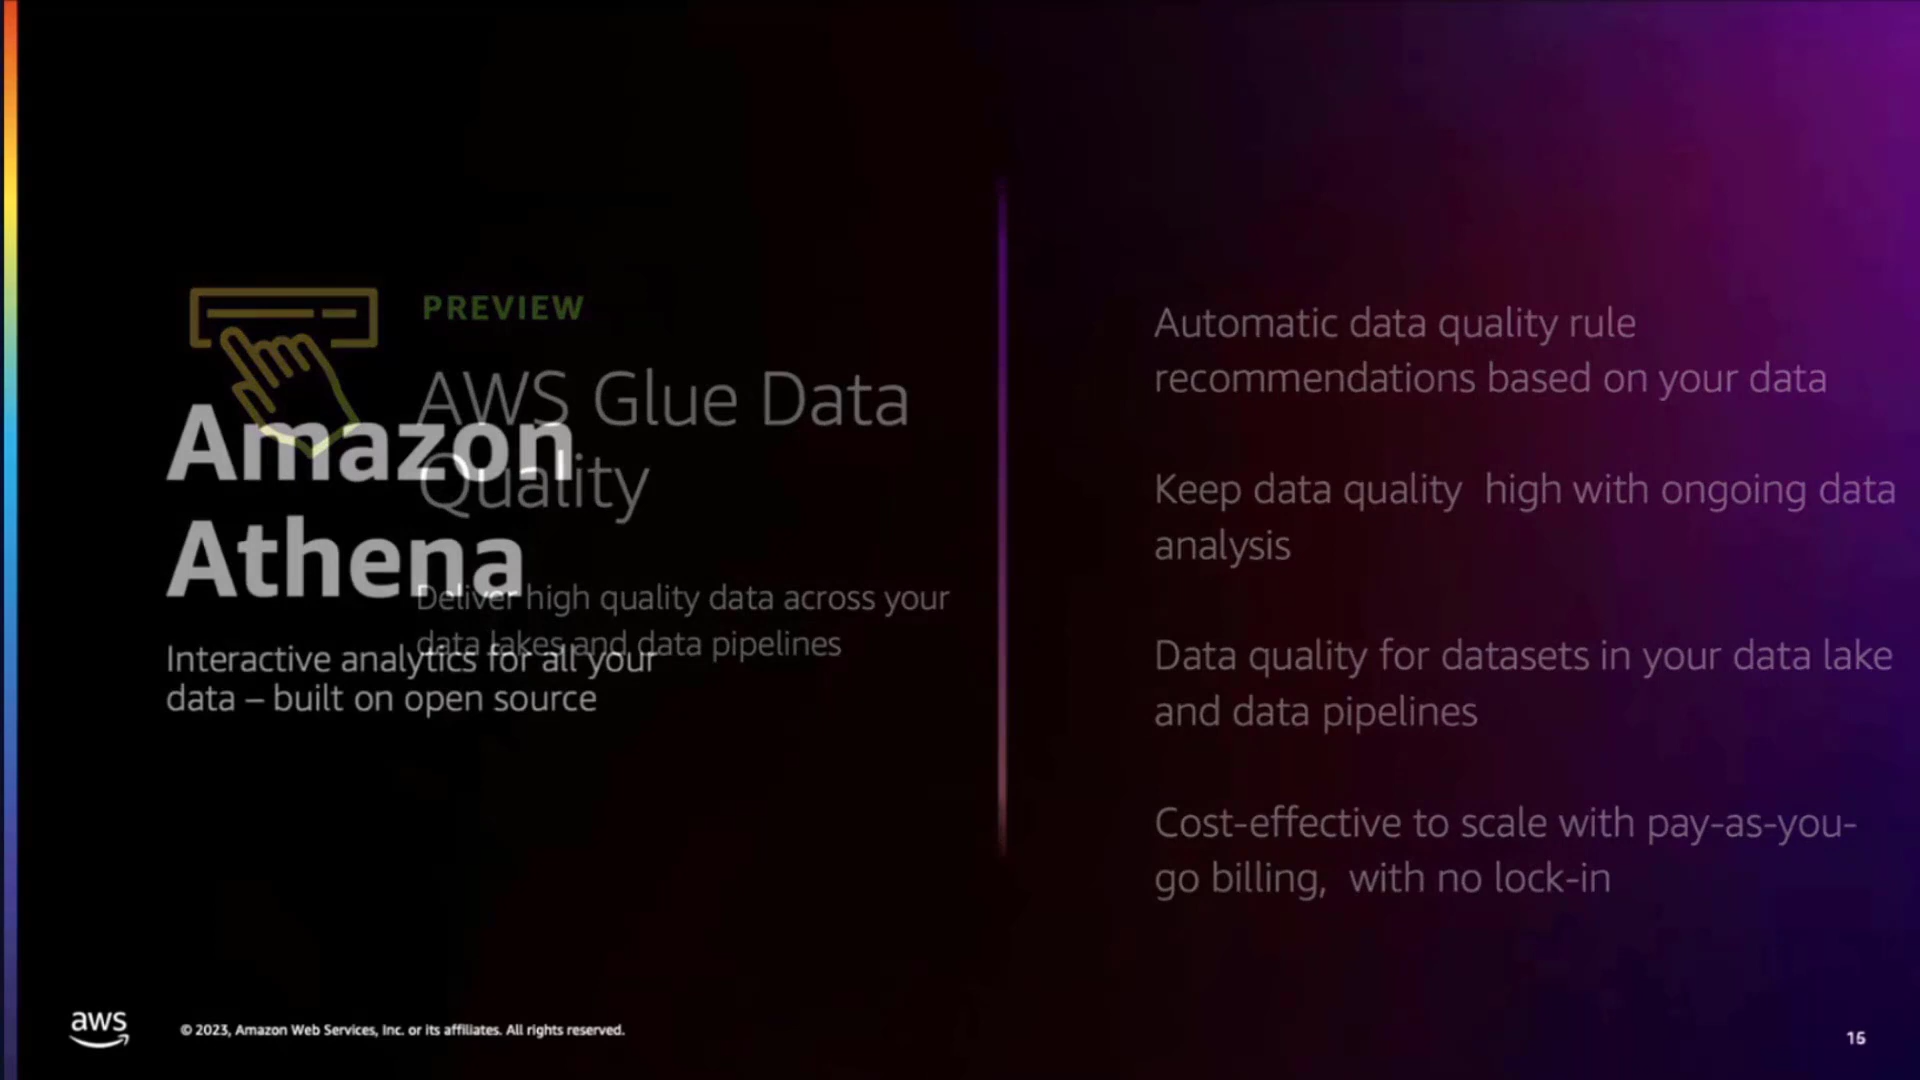 PREVIEW
AWS Glue Data
Quality
Deliver high quality data across your
data lakes and data pipelines
Amazon
Athena
Interactive analytics for all your
data – built on open source
Automatic data quality rule
recommendations based on your data
Keep data quality  high with ongoing data
analysis
Data quality for datasets in your data lake
and data pipelines
Cost-effective to scale with pay-as-you-
go billing,  with no lock-in
aws
© 2023, Amazon Web Services, Inc. or its affiliates. All rights reserved.